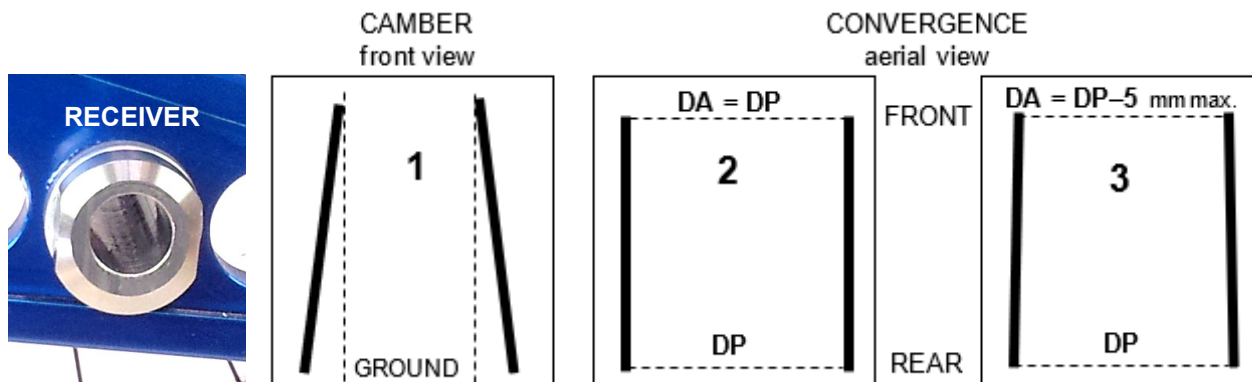 RECEIVER
CAMBER
front view
1
GROUND
CONVERGENCE
aerial view
DA = DP
2
DP
FRONT
REAR
DA = DP–5 mm max.
3
DP